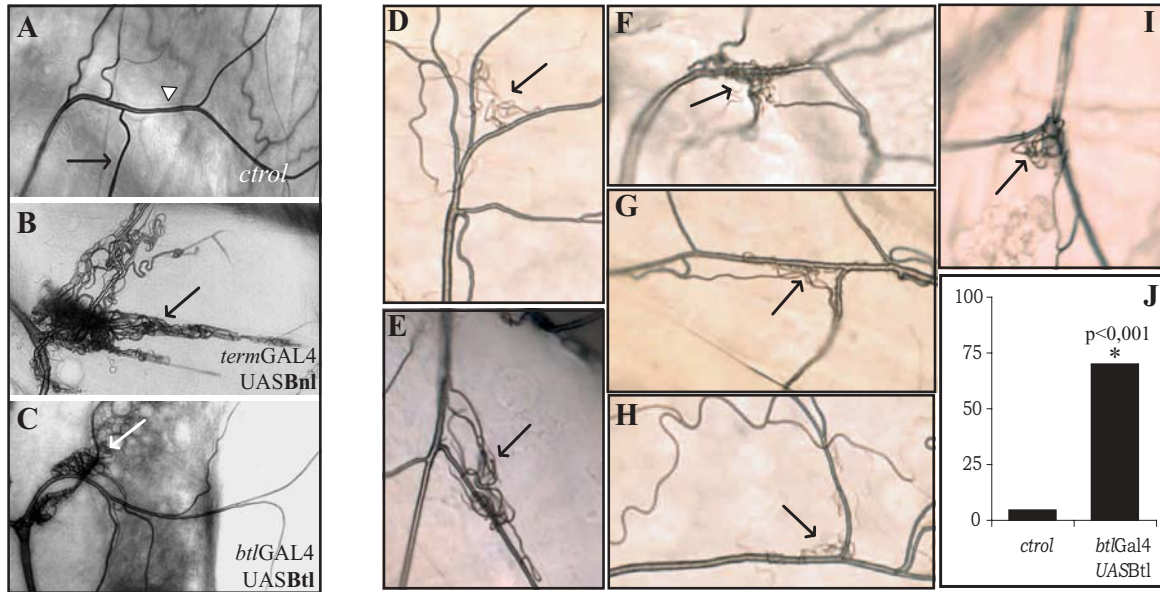 A
ctrol
B
termGAL4
UASBnl
C
btlGAL4
UASBtl
D
E
F
G
H
I
J
100
75
50
25
0
p<0,001
*
ctrol
btlGal4
UASBtl